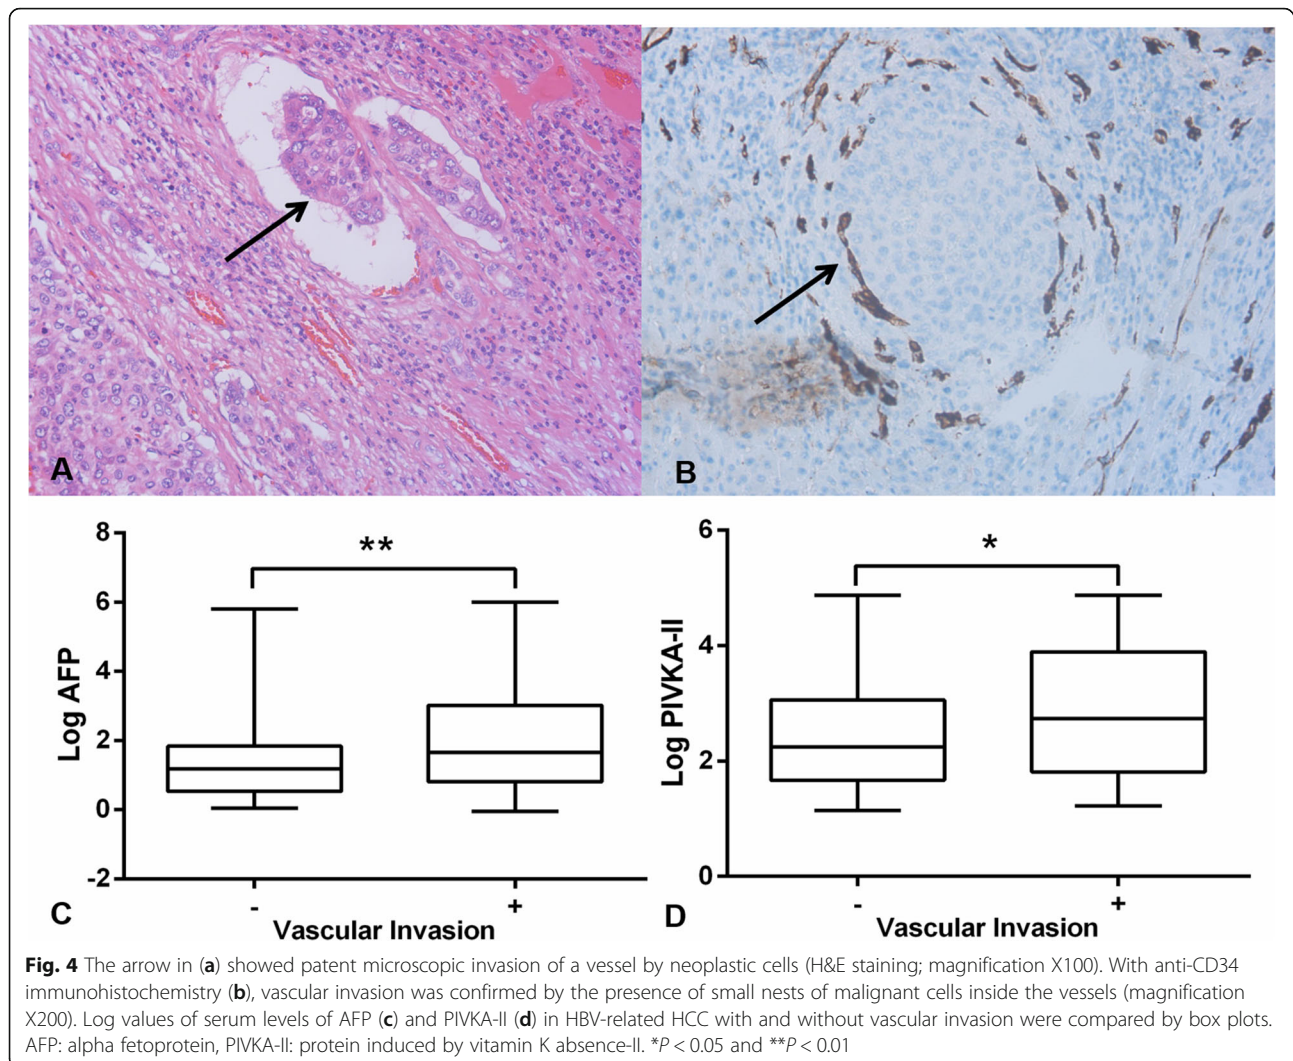 A
B
8
6
4
2
0
-2
Log AFP
**
-
+
Vascular Invasion
C
6
4
2
0
Log PIVKA-II
*
-
+
Vascular Invasion
D
Fig. 4 The arrow in (a) showed patent microscopic invasion of a vessel by neoplastic cells (H&E staining; magnification X100). With anti-CD34
immunohistochemistry (b), vascular invasion was confirmed by the presence of small nests of malignant cells inside the vessels (magnification
X200). Log values of serum levels of AFP (c) and PIVKA-II (d) in HBV-related HCC with and without vascular invasion were compared by box plots.
AFP: alpha fetoprotein, PIVKA-II: protein induced by vitamin K absence-II. *P < 0.05 and **P < 0.01